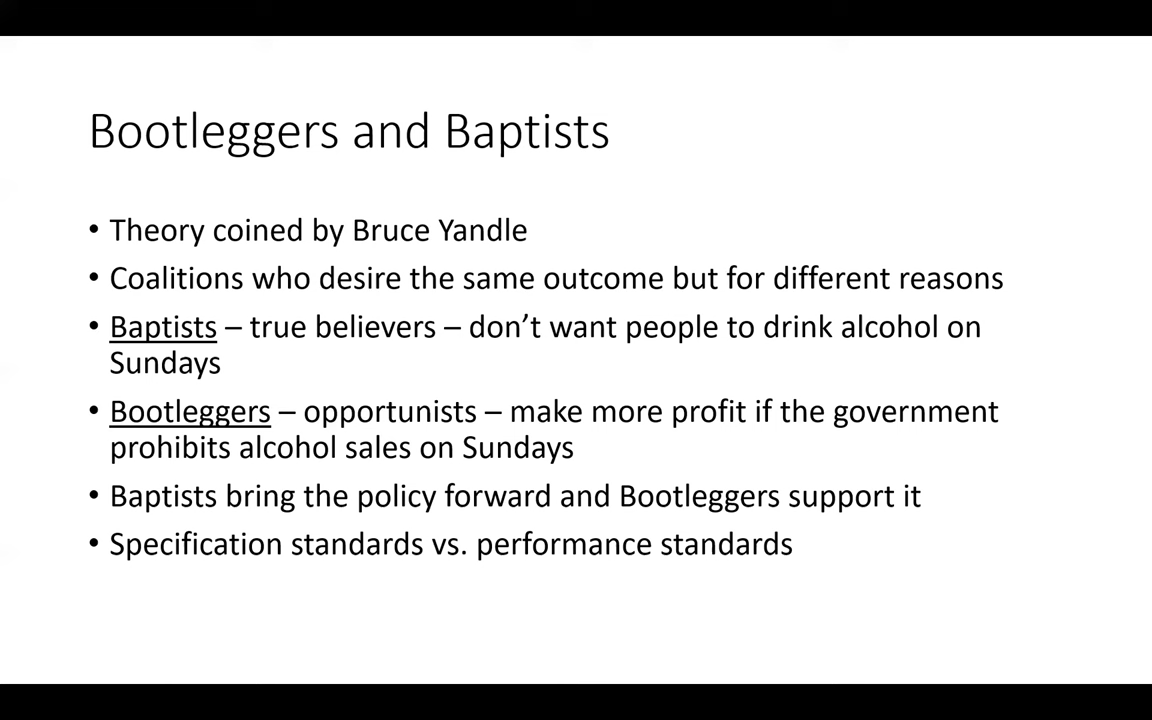 Bootleggers and Baptists
• Theory coined by Bruce Yandle
• Coalitions who desire the same outcome but for different reasons
• Baptists – true believers – don’t want people to drink alcohol on
Sundays
• Bootleggers – opportunists – make more profit if the government
prohibits alcohol sales on Sundays
• Baptists bring the policy forward and Bootleggers support it
• Specification standards vs. performance standards